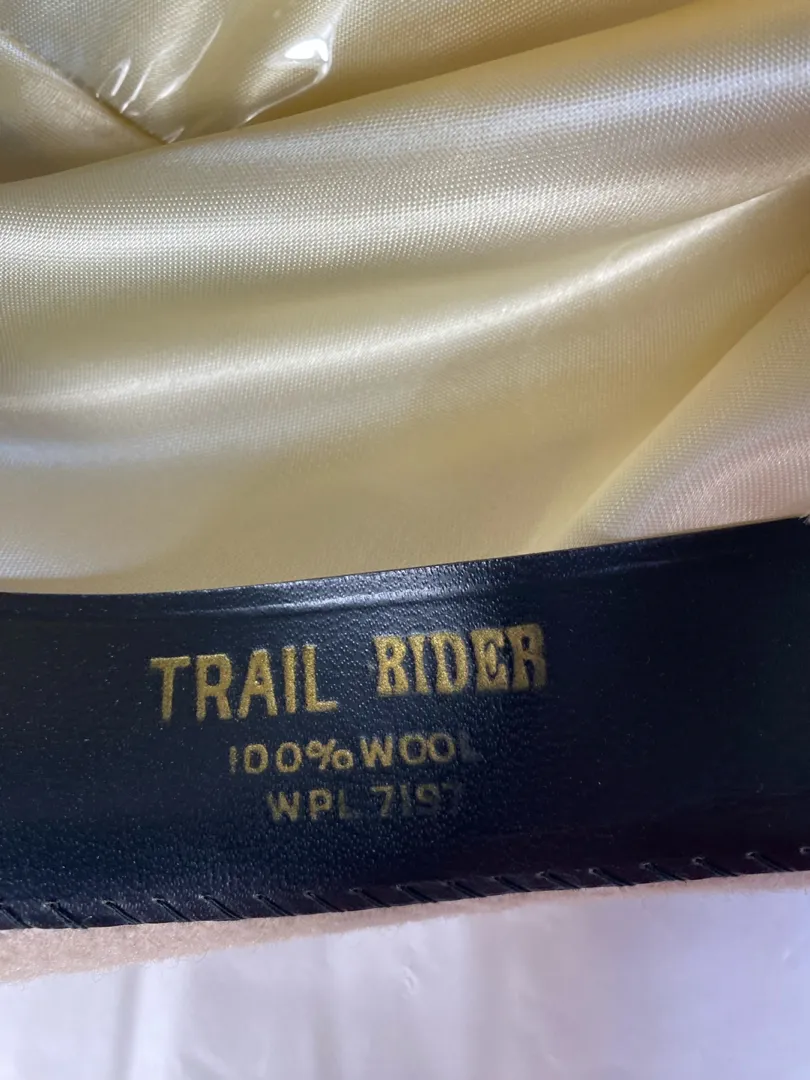 TRAIL RIDER
100% WOOL
WPL 7197